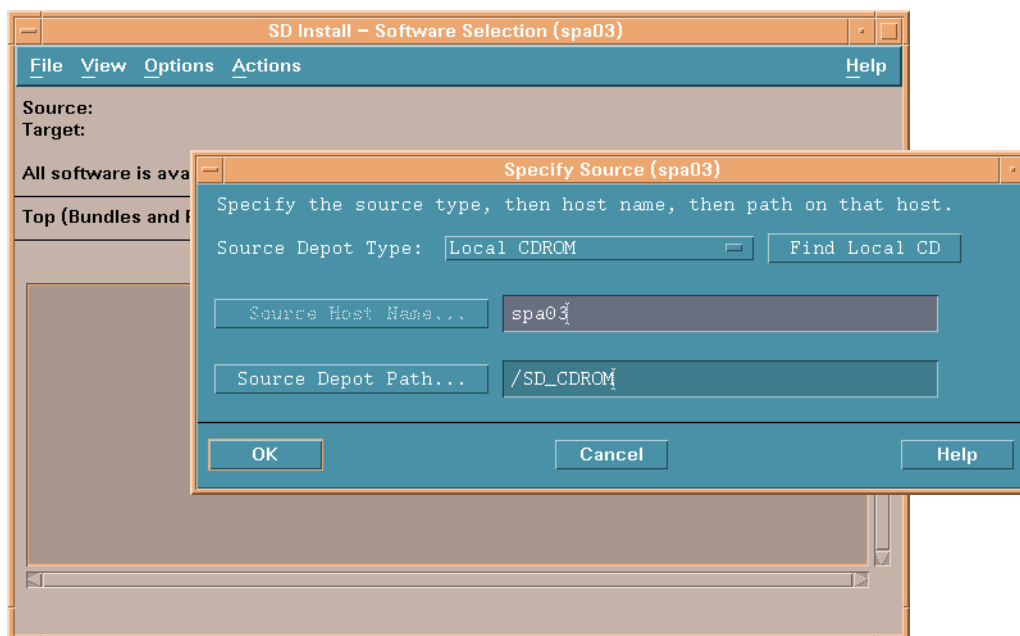 SD Install – Software Selection (spa03)
File View Options Actions Help
Source:
Target:
All software is ava
Top (Bundles and
Specify Source (spa03)
Specify the source type, then host name, then path on that host.
Source Depot Type: Local CDROM Find Local CD
Source Host Name... spa03
Source Depot Path... /SD_CDROM
OK Cancel Help